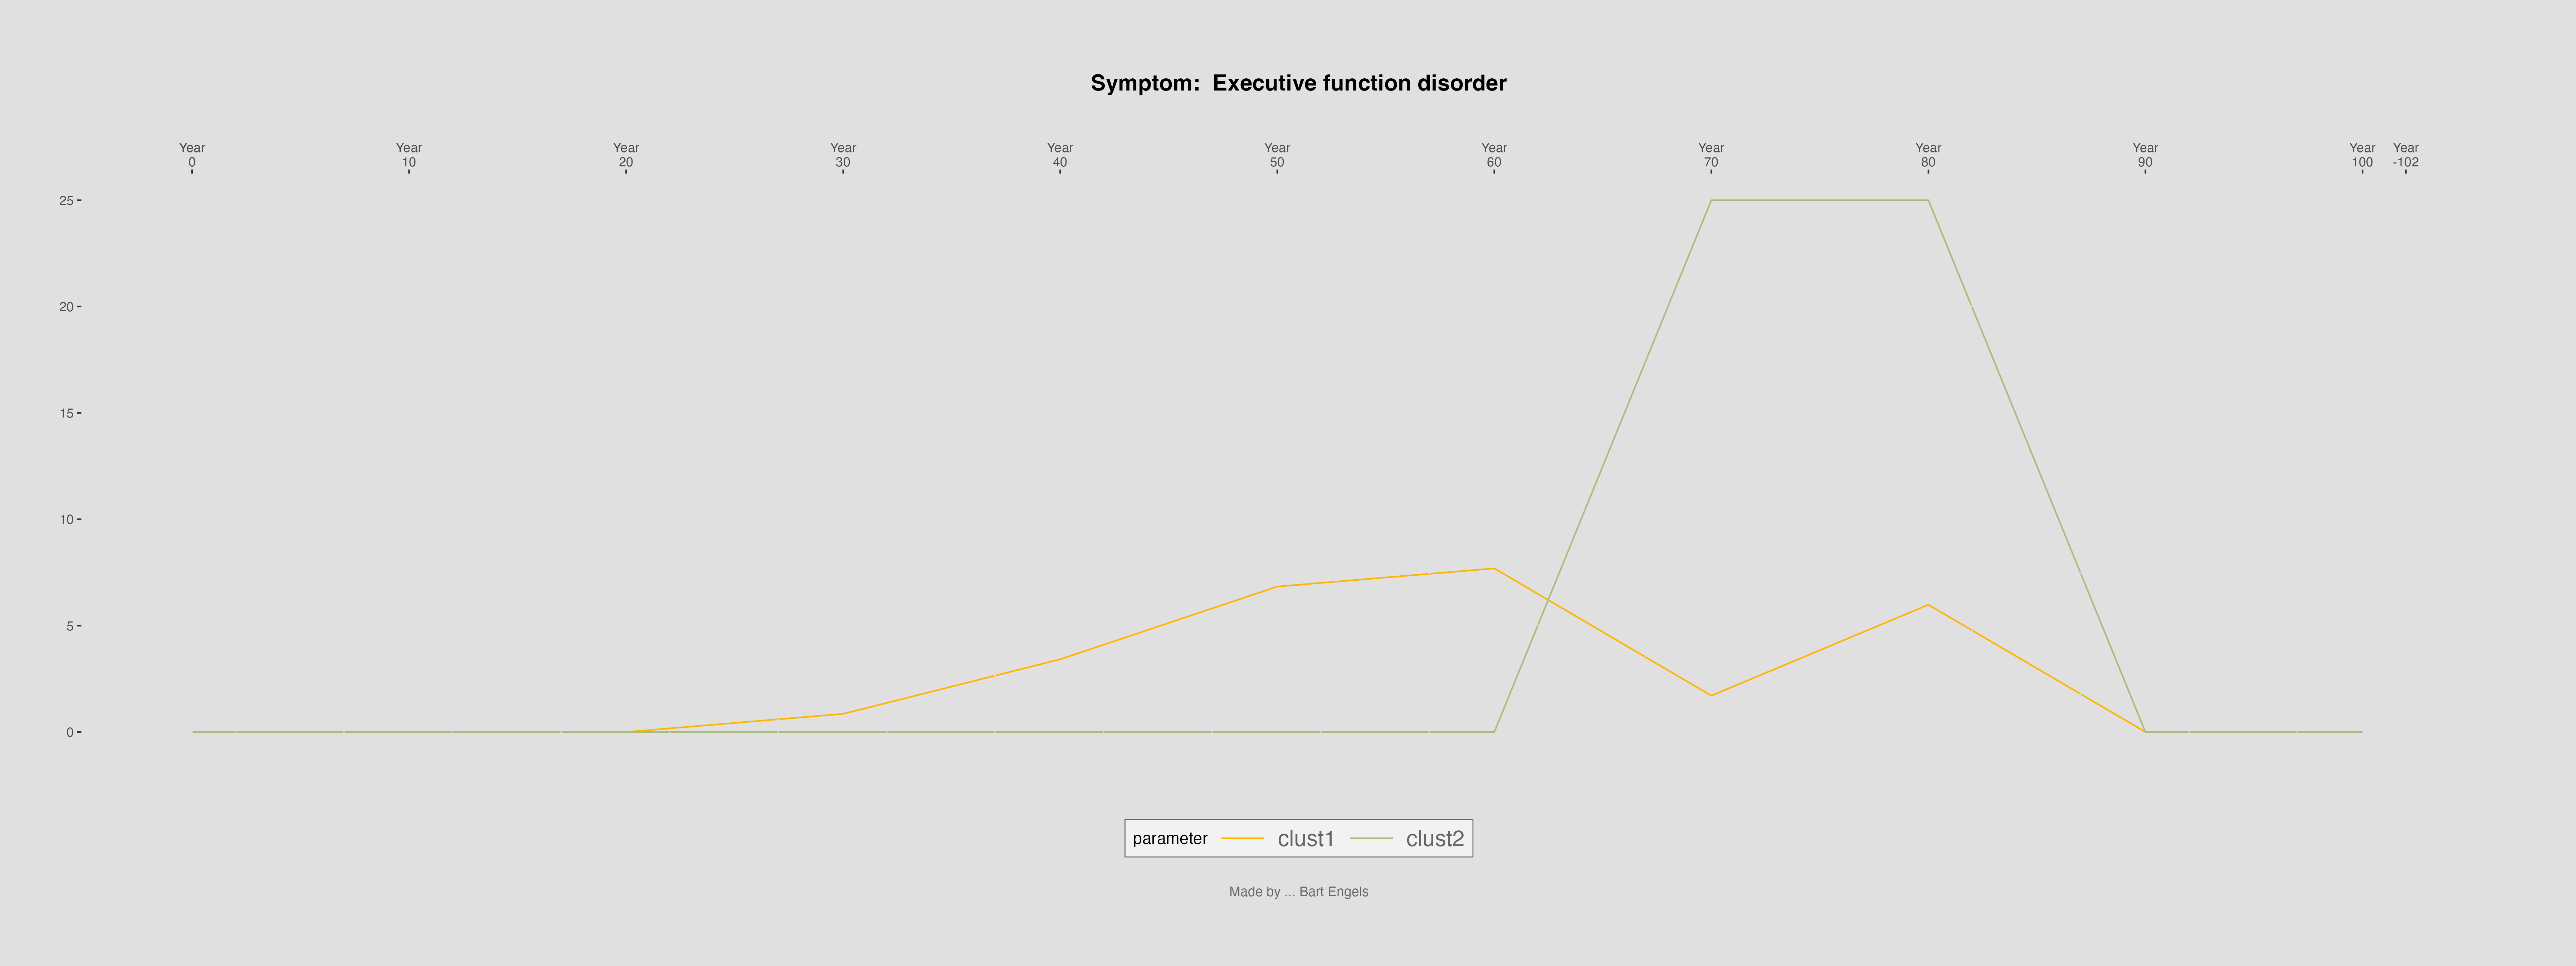 Symptom:  Executive function disorder
Year Year Year Year Year Year Year Year Year Year Year Year
0 10 20 30 40 50 60 70 80 90 100 -102
25
20
15
10
5
0
parameter clust1 clust2
Made by ... Bart Engels